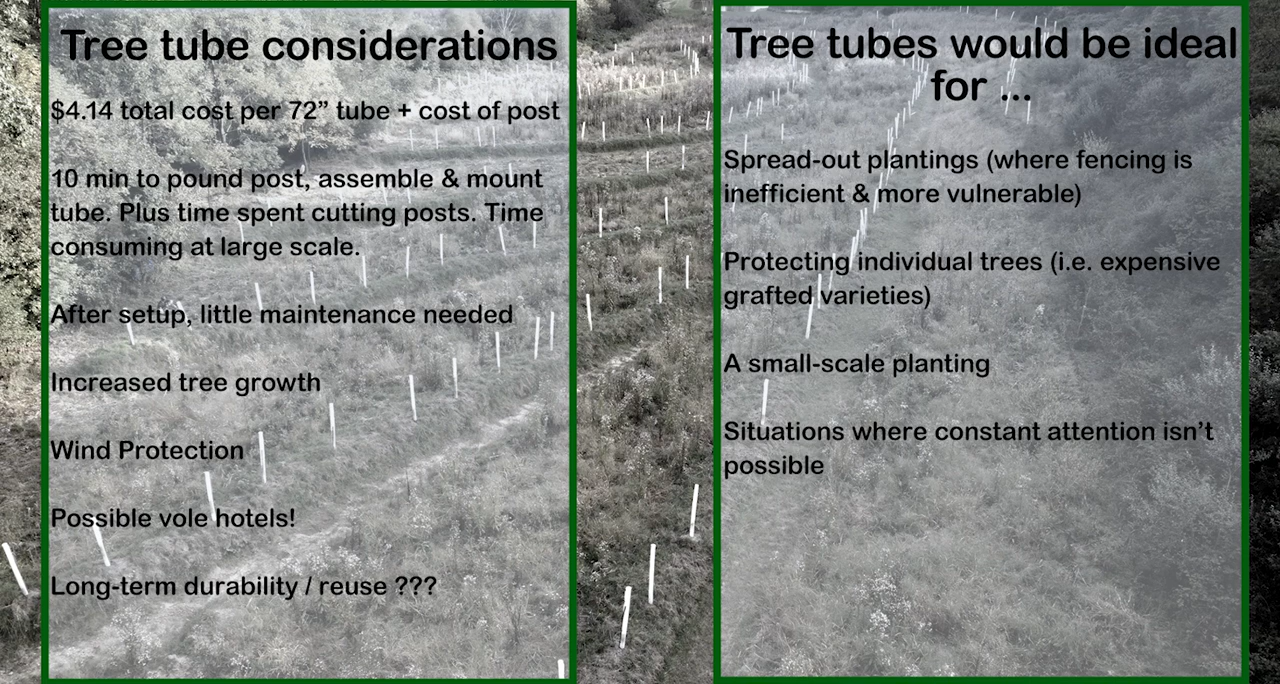 Tree tube considerations
$4.14 total cost per 72” tube + cost of post
10 min to pound post, assemble & mount
tube. Plus time spent cutting posts. Time
consuming at large scale.
After setup, little maintenance needed
Increased tree growth
Wind Protection
Possible vole hotels!
Long-term durability / reuse ???
Tree tubes would be ideal
for ...
Spread-out plantings (where fencing is
inefficient & more vulnerable)
Protecting individual trees (i.e. expensive
grafted varieties)
A small-scale planting
Situations where constant attention isn’t
possible